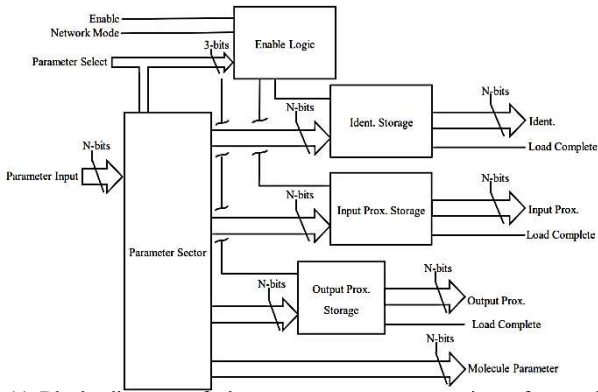 Enable
Network Mode
Parameter Select
3-bits
Enable Logic
N-bits
Ident. Storage
N-bits
Ident.
Load Complete
N-bits
Parameter Input
Parameter Sector
N-bits
Input Prox. Storage
N-bits
Input Prox.
Load Complete
N-bits
Output Prox.
Storage
N-bits
Output Prox.
Load Complete
N-bits
Molecule Parameter